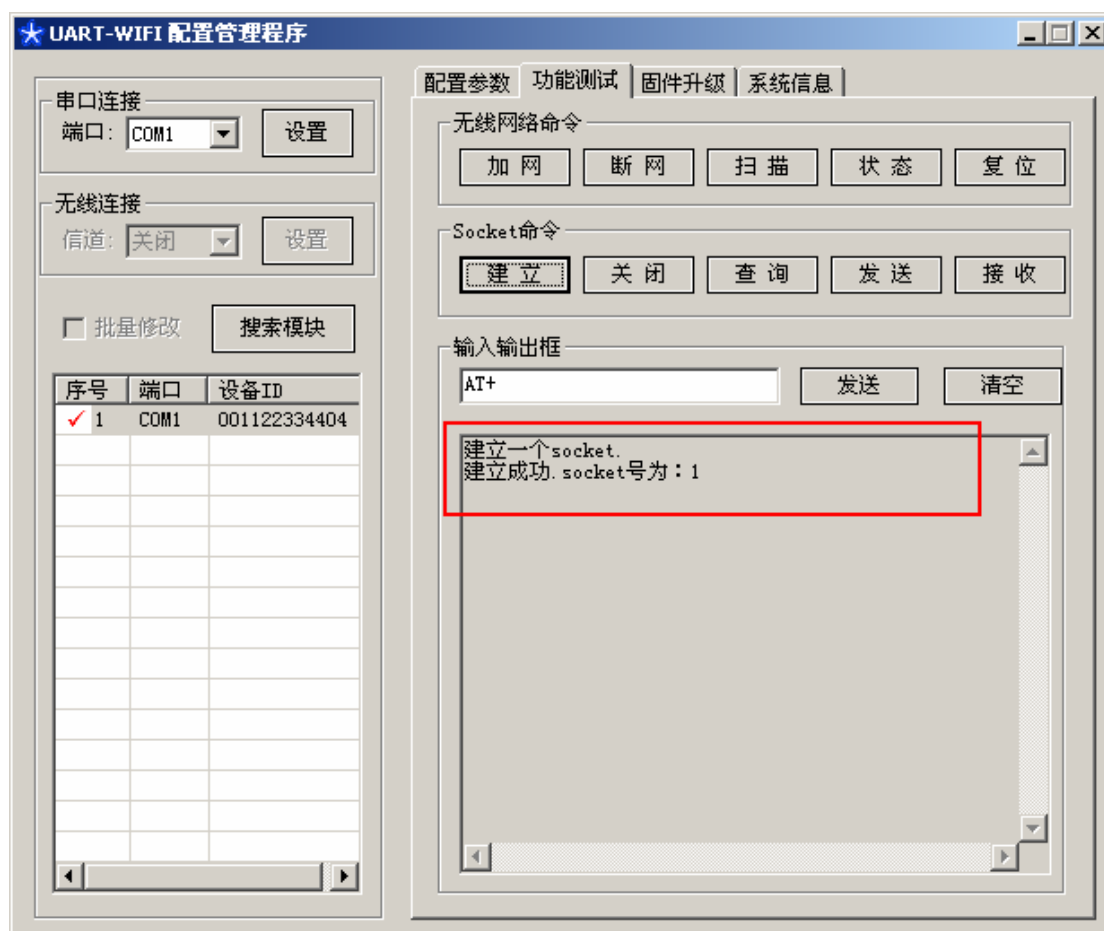 UART-WIFI 配置管理程序
串口连接
端口: COM1 设置
无线连接
信道: 关闭 设置
批量修改 搜索模块
序号 端口 设备ID
1 COM1 001122334404
配置参数 功能测试 固件升级 系统信息
无线网络命令
加 网 断 网 扫 描 状 态 复 位
Socket命令
建 立 关 闭 查 询 发 送 接 收
输入输出框
AT+ 发送 清空
建立一个socket.
建立成功.socket号为：1